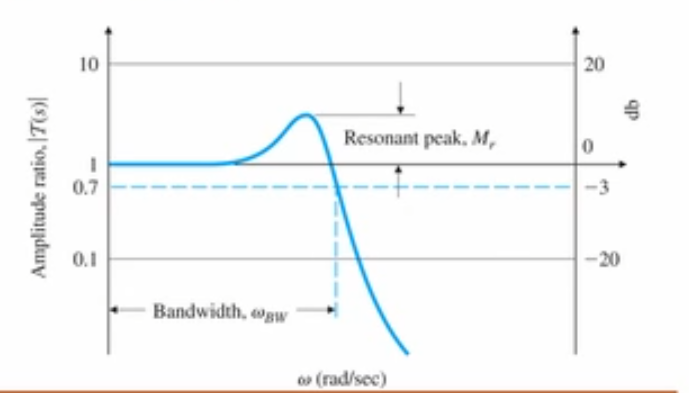 10
20
Amplitude ratio, |T(s)|
db
Resonant peak, M_r
0
1
0.7
−3
0.1
−20
Bandwidth, ω_BW
ω (rad/sec)